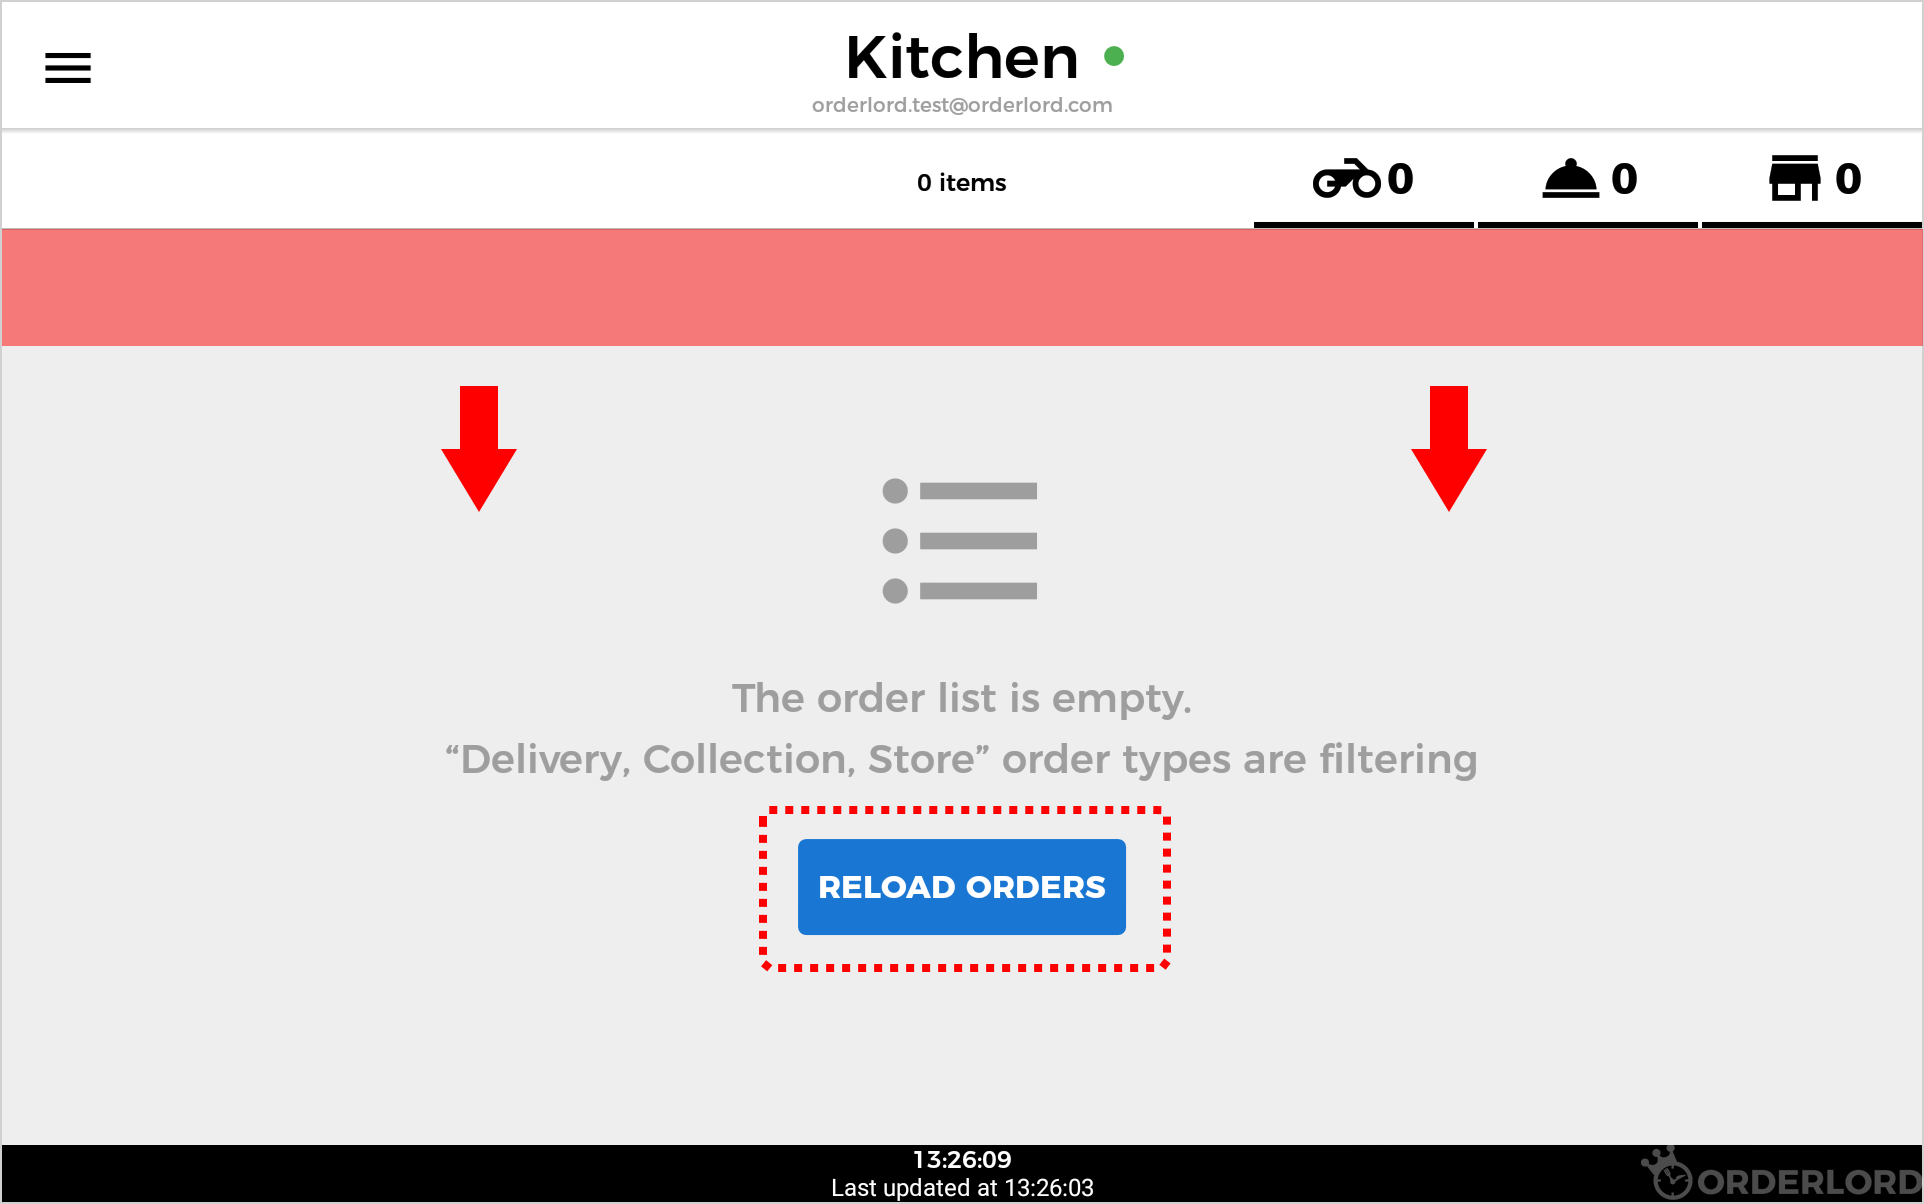 Kitchen
orderlord.test@orderlord.com
0 items
0
0
0
The order list is empty.
“Delivery, Collection, Store” order types are filtering
RELOAD ORDERS
13:26:09
Last updated at 13:26:03
ORDERLORD